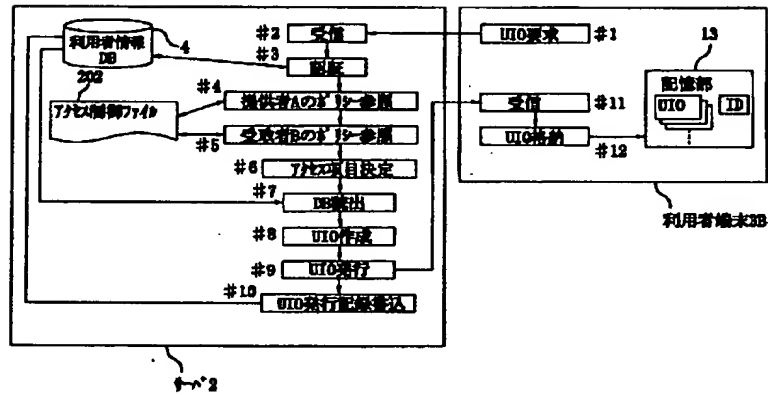 利用者情報
DB
4
202
アクセス制御ファイル
#2
受信
#3
認証
#4
提供者Aのポリシー参照
#5
受取者Bのポリシー参照
#6
アクセス項目決定
#7
DB読出
#8
UIO作成
#9
UIO発行
#10
UIO発行記録書込
サーバ2
UIO要求
#1
13
受信
#11
UIO格納
#12
記憶部
UIO
ID
利用者端末3B